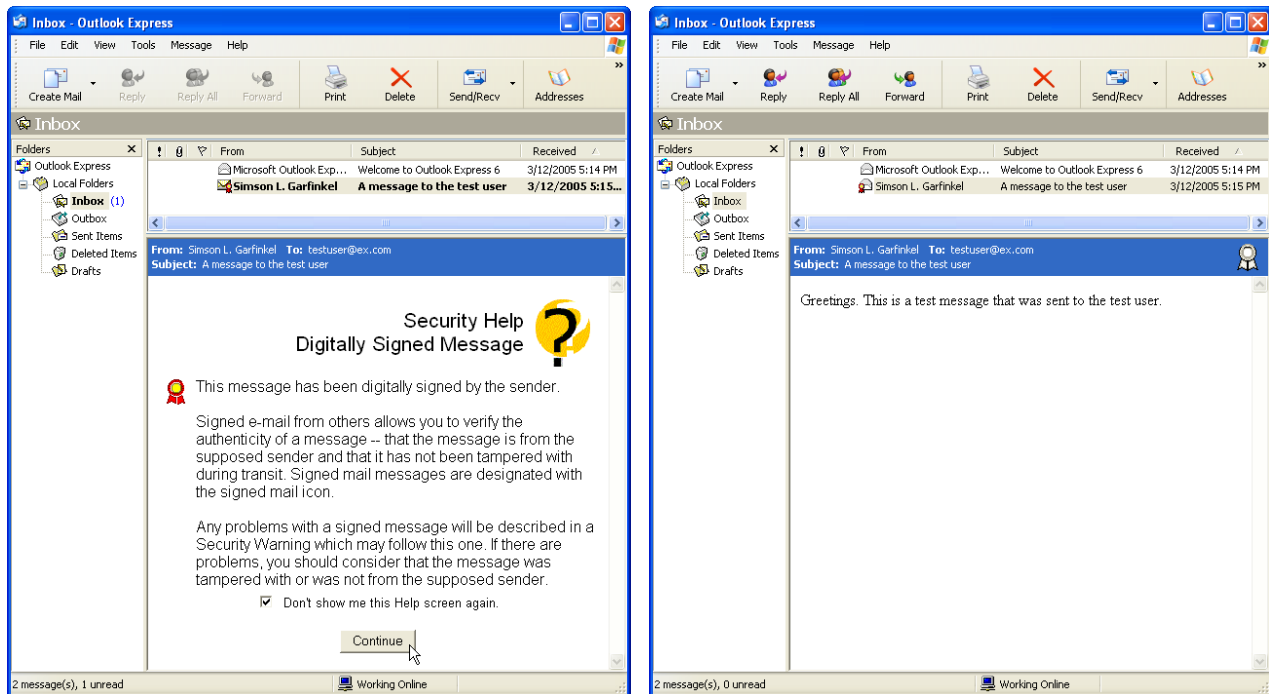 Inbox - Outlook Express
File Edit View Tools Message Help
Create Mail Reply Reply All Forward Print Delete Send/Recv Addresses »
Inbox
Folders
! From Subject Received
Outlook Express
Local Folders
Inbox (1)
Outbox
Sent Items
Deleted Items
Drafts
Microsoft Outlook Exp... Welcome to Outlook Express 6 3/12/2005 5:14 PM
Simson L. Garfinkel A message to the test user 3/12/2005 5:15...
From: Simson L. Garfinkel To: testuser@ex.com
Subject: A message to the test user
Security Help
Digitally Signed Message
?
This message has been digitally signed by the sender.
Signed e-mail from others allows you to verify the
authenticity of a message -- that the message is from the
supposed sender and that it has not been tampered with
during transit. Signed mail messages are designated with
the signed mail icon.
Any problems with a signed message will be described in a
Security Warning which may follow this one. If there are
problems, you should consider that the message was
tampered with or was not from the supposed sender.
Don't show me this Help screen again.
Continue
2 message(s), 1 unread Working Online
Inbox - Outlook Express
File Edit View Tools Message Help
Create Mail Reply Reply All Forward Print Delete Send/Recv Addresses »
Inbox
Folders
! From Subject Received
Outlook Express
Local Folders
Inbox
Outbox
Sent Items
Deleted Items
Drafts
Microsoft Outlook Exp... Welcome to Outlook Express 6 3/12/2005 5:14 PM
Simson L. Garfinkel A message to the test user 3/12/2005 5:15 PM
From: Simson L. Garfinkel To: testuser@ex.com
Subject: A message to the test user
Greetings. This is a test message that was sent to the test user.
2 message(s), 0 unread Working Online